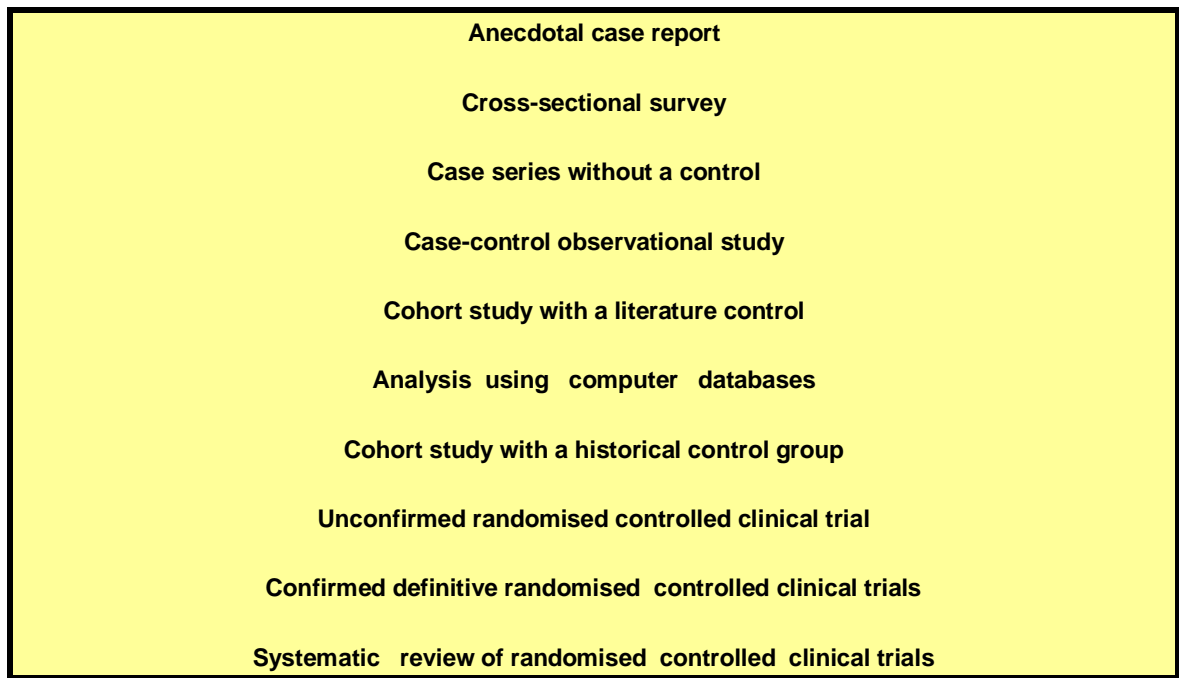 Anecdotal case report
Cross-sectional survey
Case series without a control
Case-control observational study
Cohort study with a literature control
Analysis using computer databases
Cohort study with a historical control group
Unconfirmed randomised controlled clinical trial
Confirmed definitive randomised controlled clinical trials
Systematic review of randomised controlled clinical trials